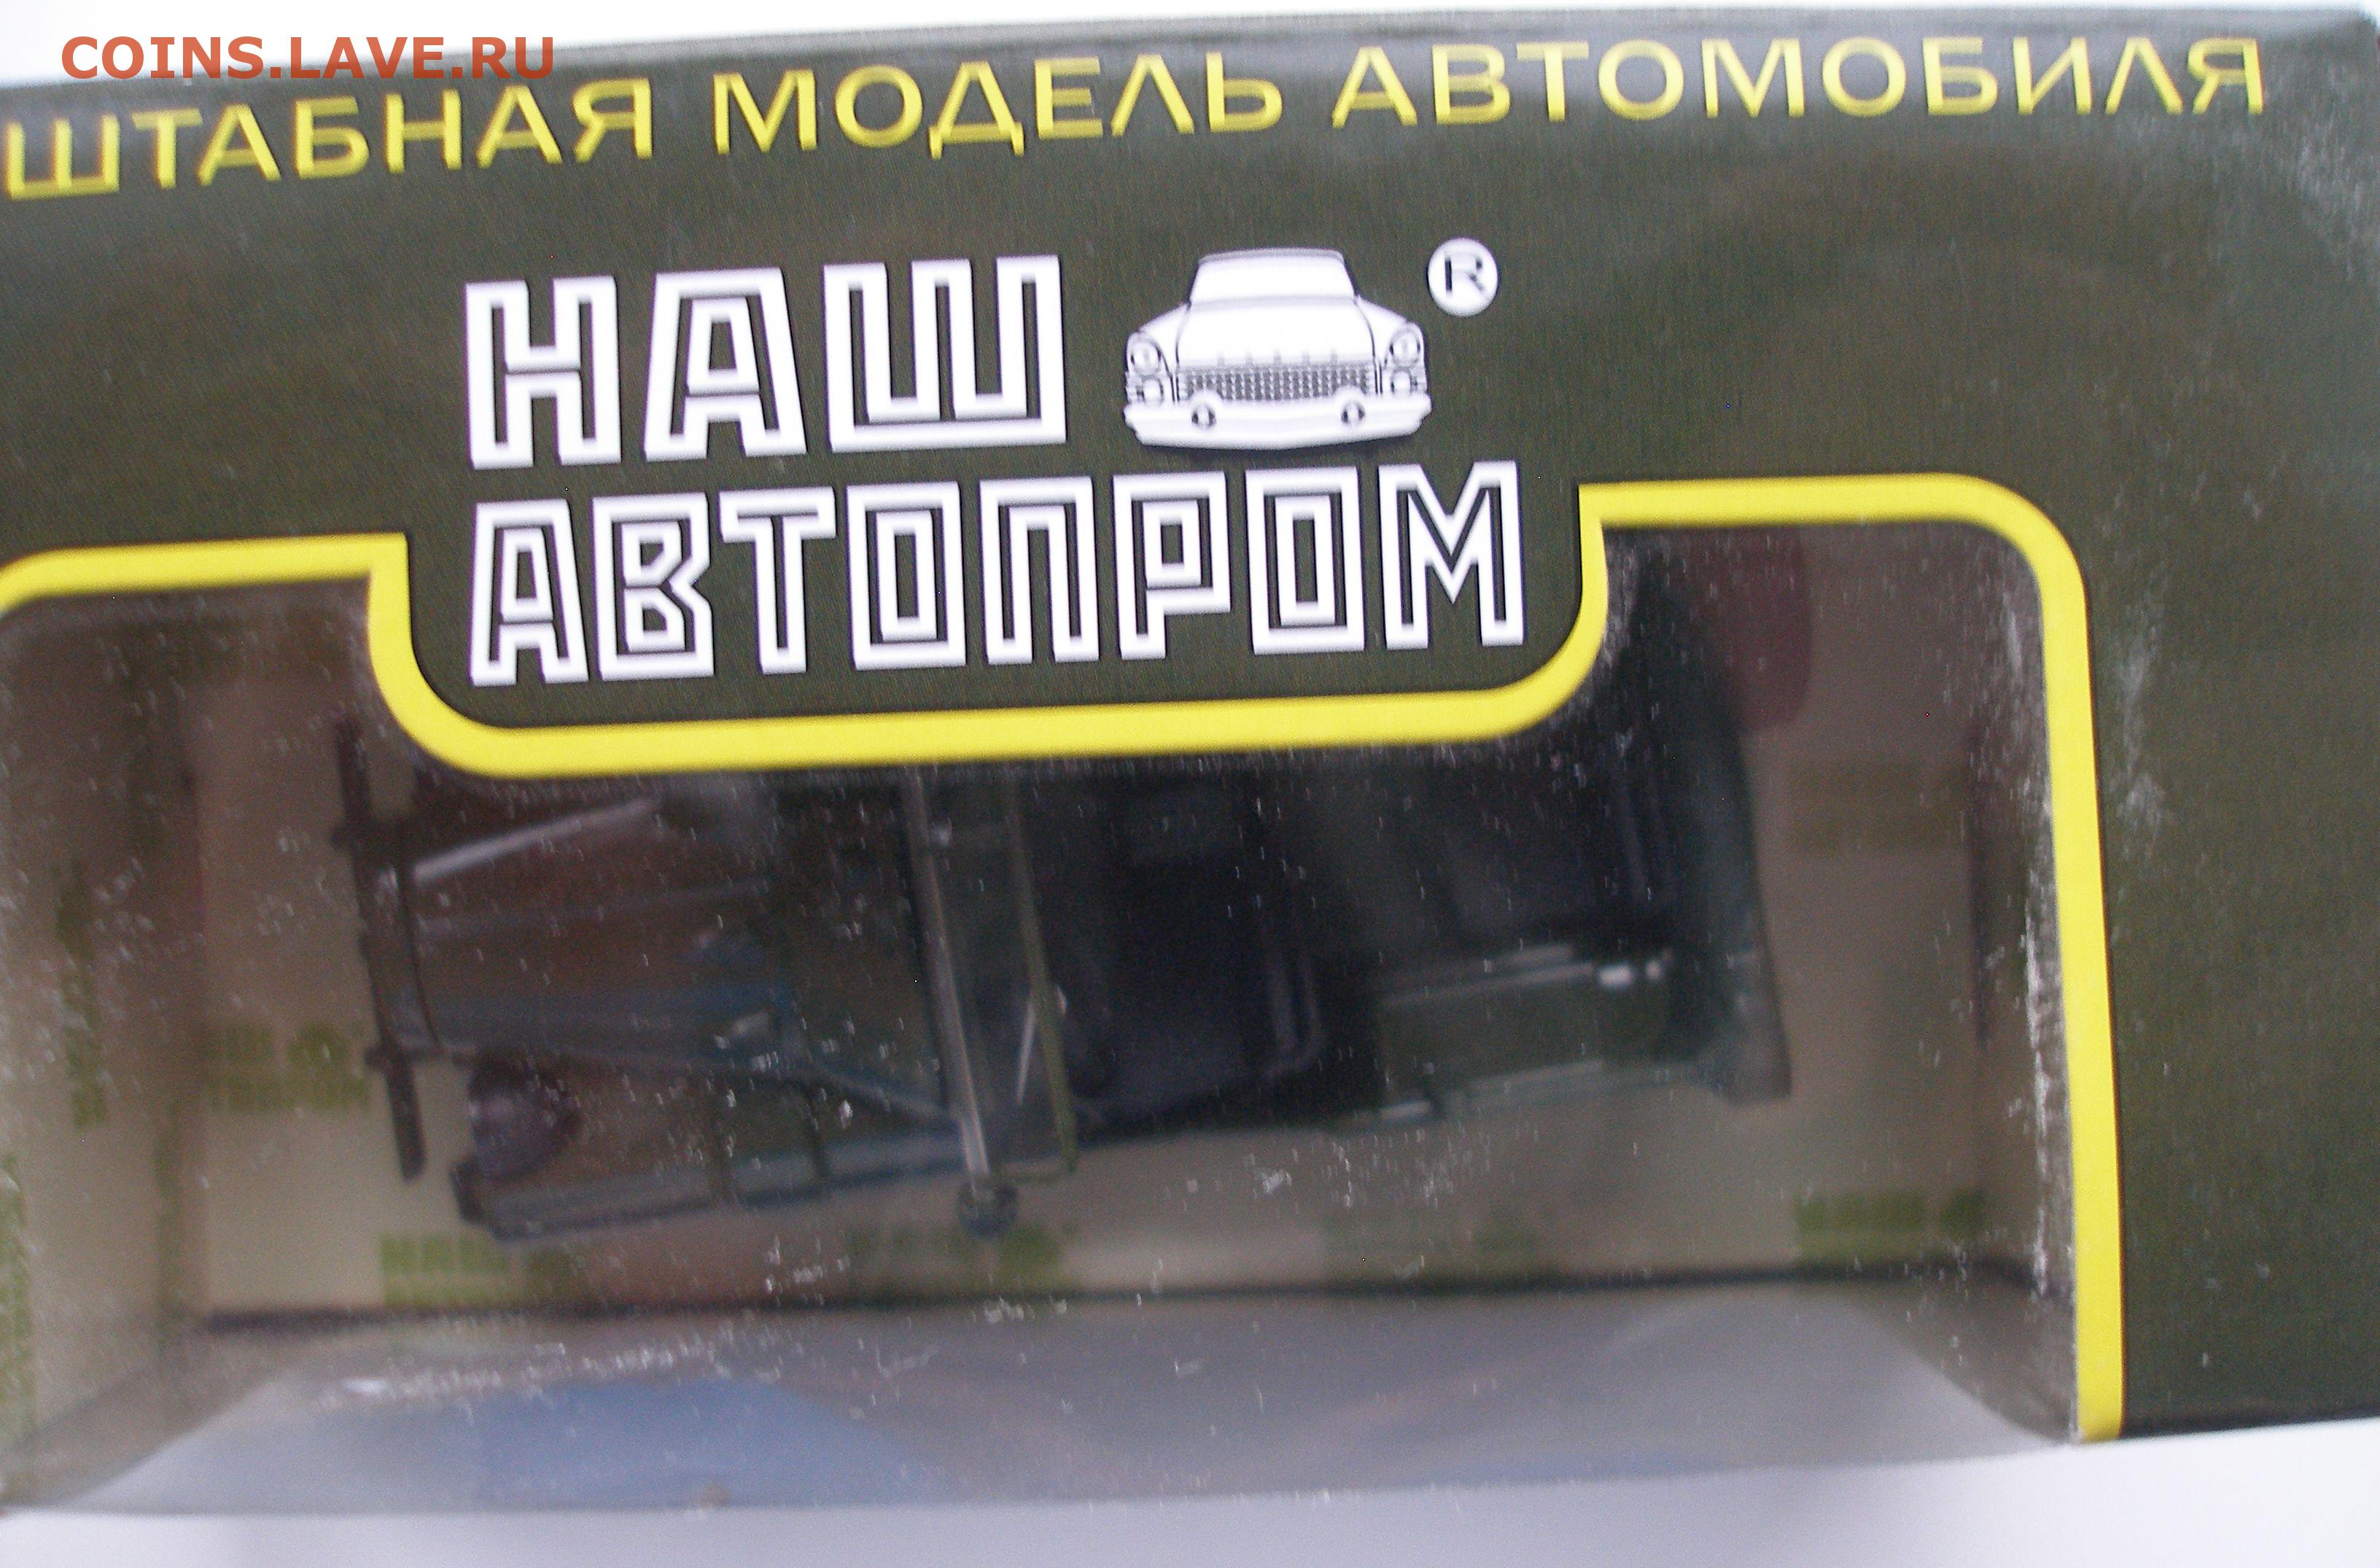 COINS.LAVE.RU
ШТАБНАЯ МОДЕЛЬ АВТОМОБИЛЯ
НАШ ®
АВТОПРОМ